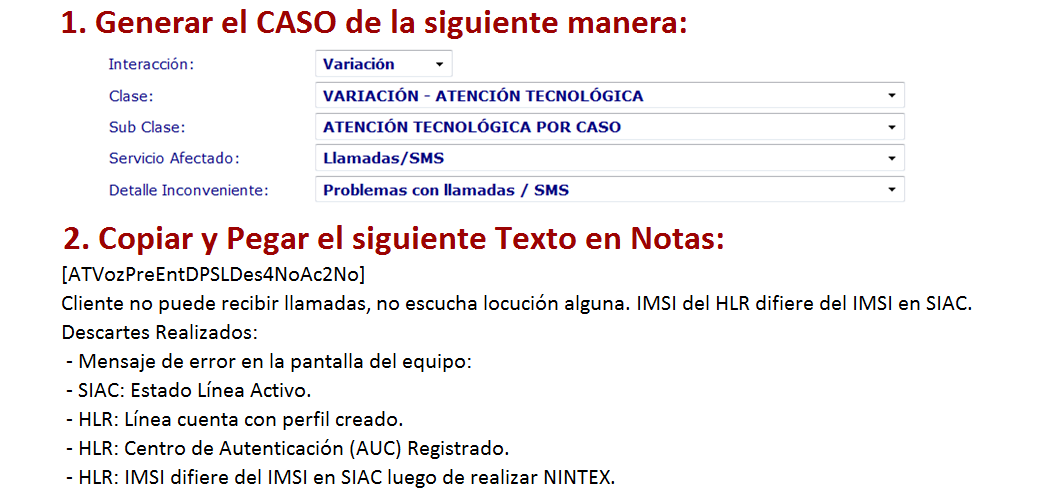 1. Generar el CASO de la siguiente manera:
Interacción: Variación
Clase: VARIACIÓN - ATENCIÓN TECNOLÓGICA
Sub Clase: ATENCIÓN TECNOLÓGICA POR CASO
Servicio Afectado: Llamadas/SMS
Detalle Inconveniente: Problemas con llamadas / SMS
2. Copiar y Pegar el siguiente Texto en Notas:
[ATVozPreEntDPSLDes4NoAc2No]
Cliente no puede recibir llamadas, no escucha locución alguna. IMSI del HLR difiere del IMSI en SIAC.
Descartes Realizados:
- Mensaje de error en la pantalla del equipo:
- SIAC: Estado Línea Activo.
- HLR: Línea cuenta con perfil creado.
- HLR: Centro de Autenticación (AUC) Registrado.
- HLR: IMSI difiere del IMSI en SIAC luego de realizar NINTEX.